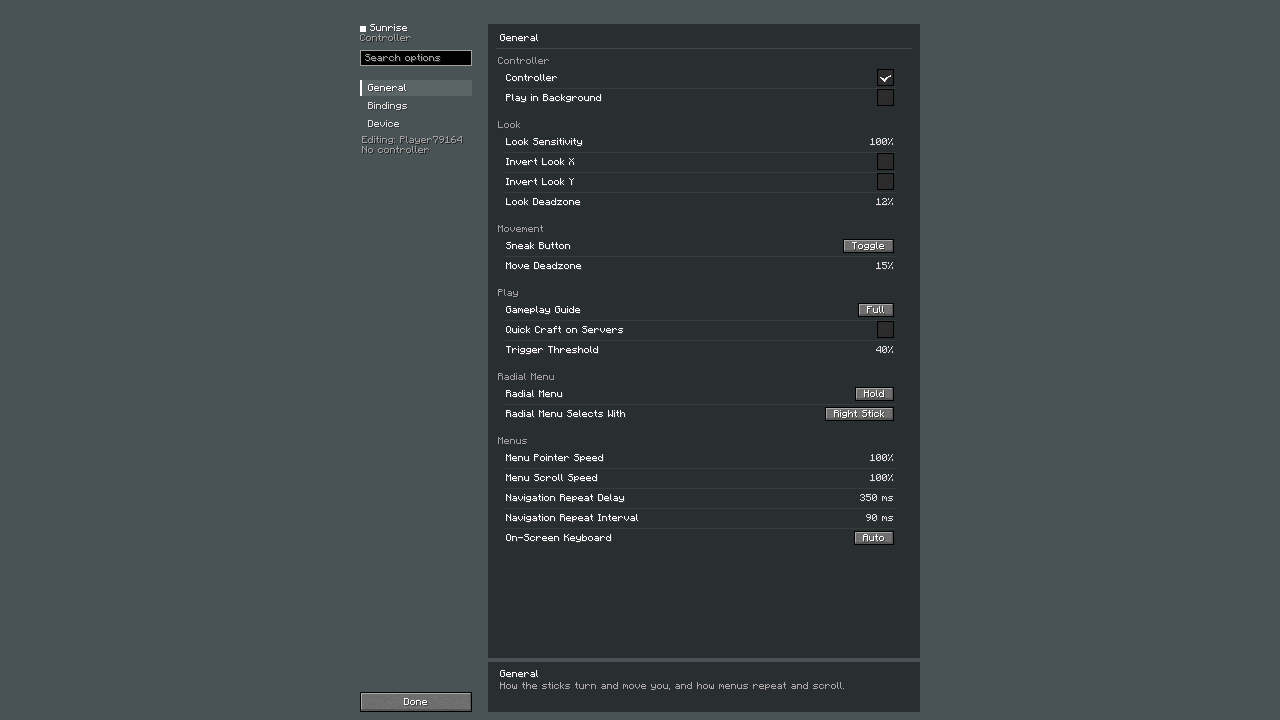 Sunrise
Controller
Search options
General
Bindings
Device
Editing: Player79164
No controller
Done
General
Controller
Controller
Play in Background
Look
Look Sensitivity 100%
Invert Look X
Invert Look Y
Look Deadzone 12%
Movement
Sneak Button Toggle
Move Deadzone 15%
Play
Gameplay Guide Full
Quick Craft on Servers
Trigger Threshold 40%
Radial Menu
Radial Menu Hold
Radial Menu Selects With Right Stick
Menus
Menu Pointer Speed 100%
Menu Scroll Speed 100%
Navigation Repeat Delay 350 ms
Navigation Repeat Interval 90 ms
On-Screen Keyboard Auto
General
How the sticks turn and move you, and how menus repeat and scroll.